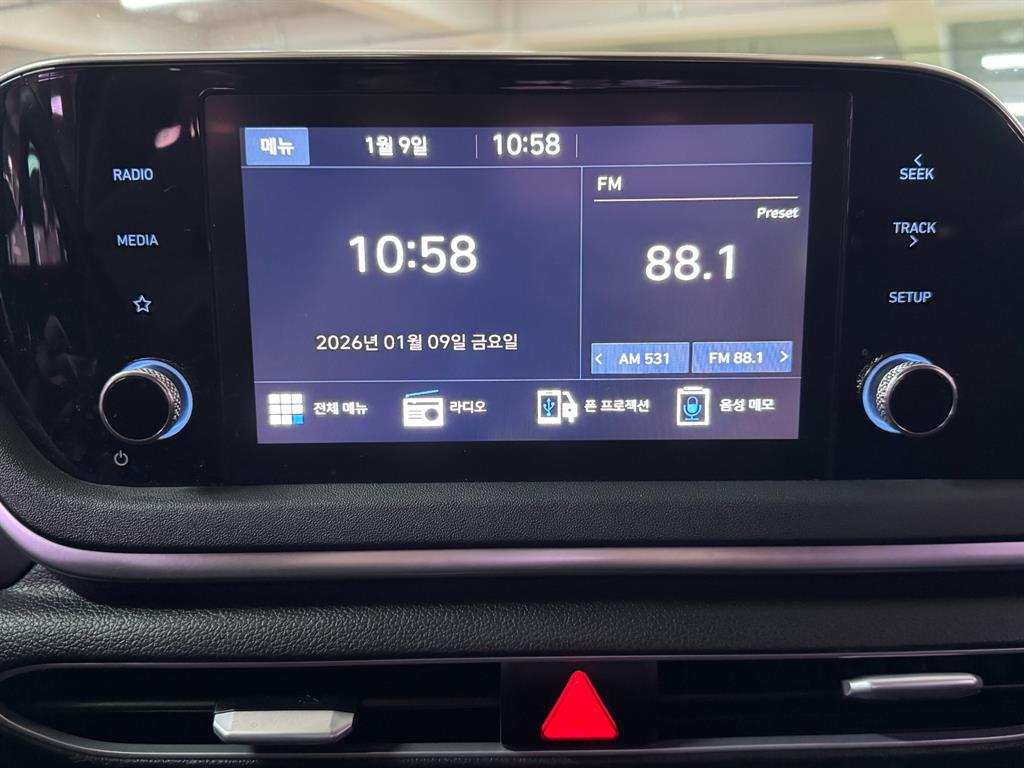 메뉴 1월 9일 10:58
RADIO
MEDIA
10:58
2026년 01월 09일 금요일
FM
Preset
88.1
< AM 531 FM 88.1 >
전체 메뉴 라디오 폰 프로젝션 음성 메모
SEEK
TRACK
SETUP